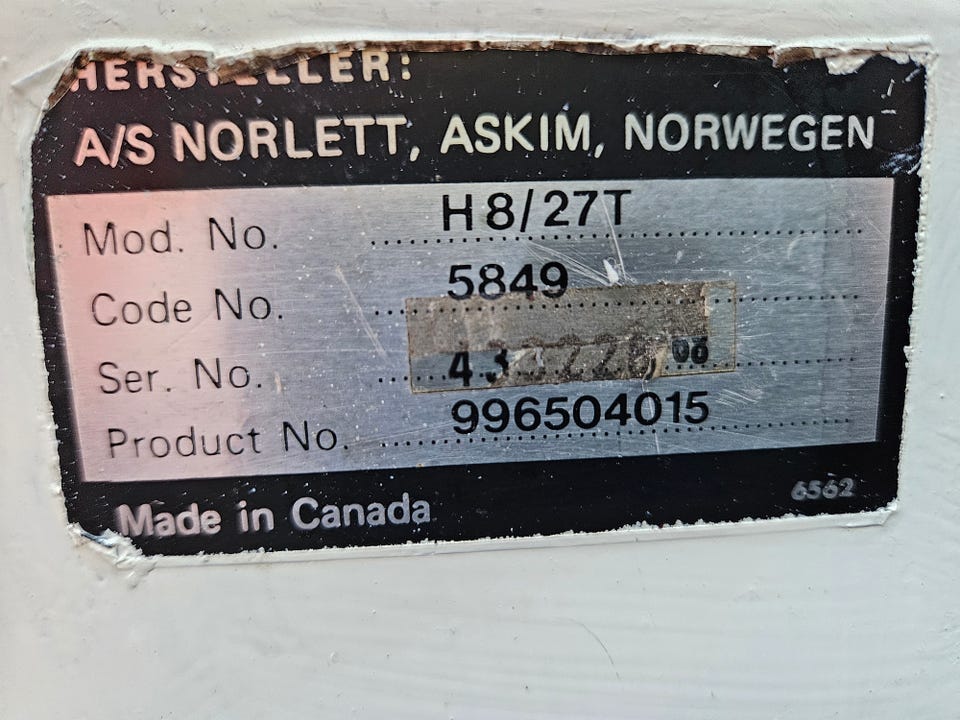 HERSTELLER:
A/S NORLETT, ASKIM, NORWEGEN
Mod. No. H8/27T
Code No. 5849
Ser. No.
Product No. 996504015
Made in Canada
6562